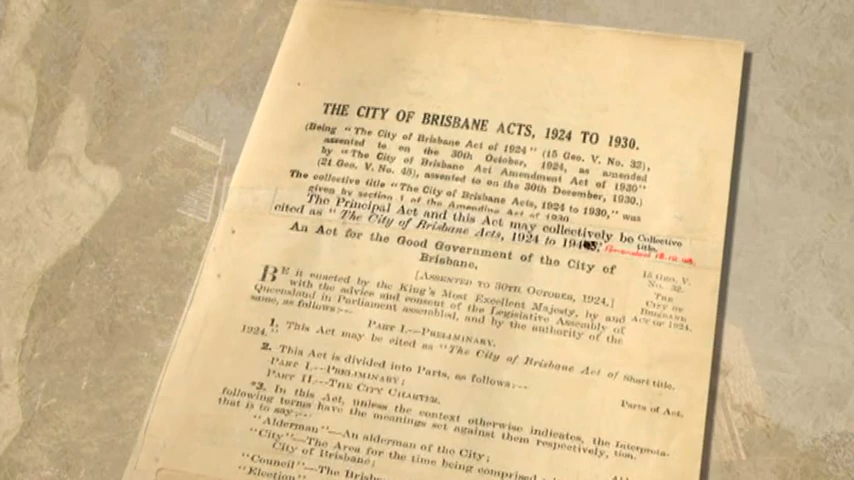 THE CITY OF BRISBANE ACTS, 1924 TO 1930.
(Being "The City of Brisbane Act of 1924" (15 Geo. V. No. 32),
assented to on the 30th October, 1924, as amended
by "The City of Brisbane Act Amendment Act of 1930"
(21 Geo. V. No. 48), assented to on the 30th December, 1930.)
The collective title "The City of Brisbane Acts, 1924 to 1930," was
given by section 1 of the Amending Act of 1930
The Principal Act and this Act may collectively be Collective
cited as "The City of Brisbane Acts, 1924 to 194 title.
An Act for the Good Government of the City of
Brisbane.
[ASSENTED TO 30TH OCTOBER, 1924.]
15 Geo. V.
No. 32.
THE
CITY OF
BRISBANE
ACT OF 1924.
BE it enacted by the King's Most Excellent Majesty, by and
with the advice and consent of the Legislative Assembly of
Queensland in Parliament assembled, and by the authority of the
same, as follows:—
PART I.—PRELIMINARY.
1. This Act may be cited as "The City of Brisbane Act of Short title.
1924."
2. This Act is divided into Parts, as follows:— Parts of Act.
PART I.—PRELIMINARY;
PART II.—THE CITY CHARTER.
*3. In this Act, unless the context otherwise indicates, the Interpreta-
following terms have the meanings set against them respectively, tion.
that is to say:—
"Alderman"—An alderman of the City;
"City"—The Area for the time being comprised
City of Brisbane;
"Council"—The
"Election"